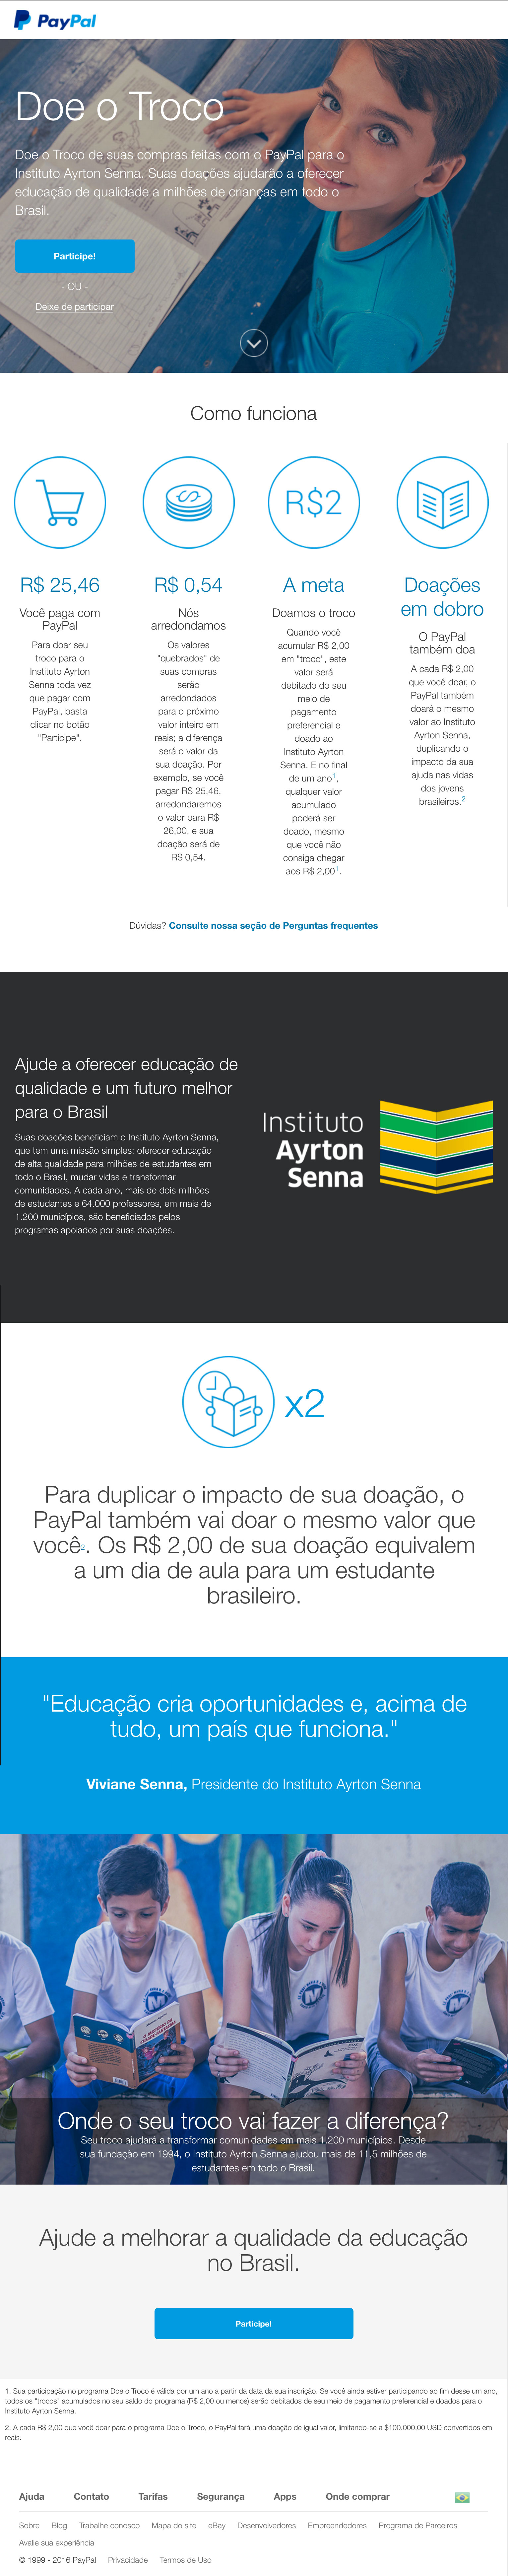 PayPal
Doe o Troco
Doe o Troco de suas compras feitas com o PayPal para o
Instituto Ayrton Senna. Suas doações ajudarão a oferecer
educação de qualidade a milhões de crianças em todo o
Brasil.
Participe!
- OU -
Deixe de participar
Como funciona
R$2
R$ 25,46
Você paga com
PayPal
Para doar seu
troco para o
Instituto Ayrton
Senna toda vez
que pagar com
PayPal, basta
clicar no botão
"Participe".
R$ 0,54
Nós
arredondamos
Os valores
"quebrados" de
suas compras
serão
arredondados
para o próximo
valor inteiro em
reais; a diferença
será o valor da
sua doação. Por
exemplo, se você
pagar R$ 25,46,
arredondaremos
o valor para R$
26,00, e sua
doação será de
R$ 0,54.
A meta
Doamos o troco
Quando você
acumular R$ 2,00
em "troco", este
valor será
debitado do seu
meio de
pagamento
preferencial e
doado ao
Instituto Ayrton
Senna. E no final
de um ano1,
qualquer valor
acumulado
poderá ser
doado, mesmo
que você não
consiga chegar
aos R$ 2,001.
Doações
em dobro
O PayPal
também doa
A cada R$ 2,00
que você doar, o
PayPal também
doará o mesmo
valor ao Instituto
Ayrton Senna,
duplicando o
impacto da sua
ajuda nas vidas
dos jovens
brasileiros.2
Dúvidas? Consulte nossa seção de Perguntas frequentes
Ajude a oferecer educação de
qualidade e um futuro melhor
para o Brasil
Suas doações beneficiam o Instituto Ayrton Senna,
que tem uma missão simples: oferecer educação
de alta qualidade para milhões de estudantes em
todo o Brasil, mudar vidas e transformar
comunidades. A cada ano, mais de dois milhões
de estudantes e 64.000 professores, em mais de
1.200 municípios, são beneficiados pelos
programas apoiados por suas doações.
Instituto
Ayrton
Senna
x2
Para duplicar o impacto de sua doação, o
PayPal também vai doar o mesmo valor que
você2. Os R$ 2,00 de sua doação equivalem
a um dia de aula para um estudante
brasileiro.
"Educação cria oportunidades e, acima de
tudo, um país que funciona."
Viviane Senna, Presidente do Instituto Ayrton Senna
Onde o seu troco vai fazer a diferença?
Seu troco ajudará a transformar comunidades em mais 1.200 municípios. Desde
sua fundação em 1994, o Instituto Ayrton Senna ajudou mais de 11,5 milhões de
estudantes em todo o Brasil.
Ajude a melhorar a qualidade da educação
no Brasil.
Participe!
1. Sua participação no programa Doe o Troco é válida por um ano a partir da data da sua inscrição. Se você ainda estiver participando ao fim desse um ano,
todos os "trocos" acumulados no seu saldo do programa (R$ 2,00 ou menos) serão debitados de seu meio de pagamento preferencial e doados para o
Instituto Ayrton Senna.
2. A cada R$ 2,00 que você doar para o programa Doe o Troco, o PayPal fará uma doação de igual valor, limitando-se a $100.000,00 USD convertidos em
reais.
Ajuda Contato Tarifas Segurança Apps Onde comprar
Sobre Blog Trabalhe conosco Mapa do site eBay Desenvolvedores Empreendedores Programa de Parceiros
Avalie sua experiência
© 1999 - 2016 PayPal Privacidade Termos de Uso